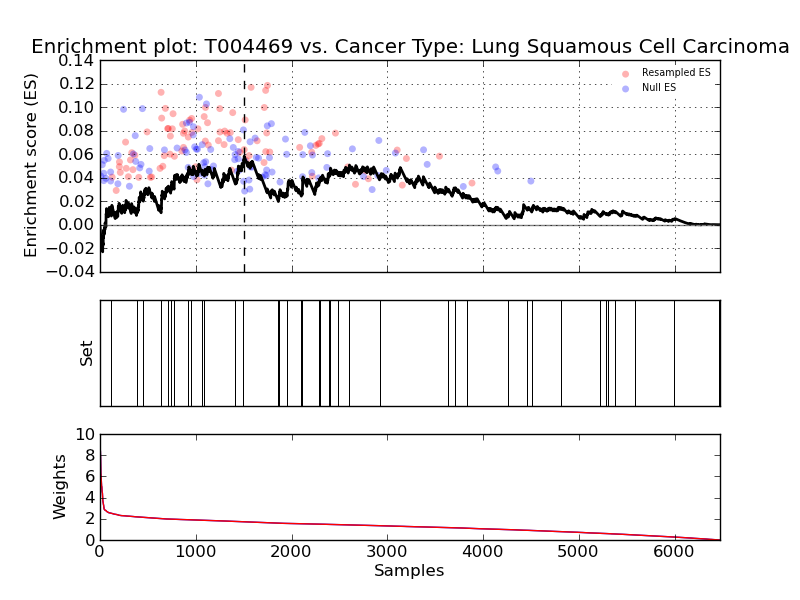 Enrichment plot: T004469 vs. Cancer Type: Lung Squamous Cell Carcinoma
Enrichment score (ES)
0.14
0.12
0.10
0.08
0.06
0.04
0.02
0.00
−0.02
−0.04
Resampled ES
Null ES
Set
Weights
10
8
6
4
2
0
0 1000 2000 3000 4000 5000 6000
Samples